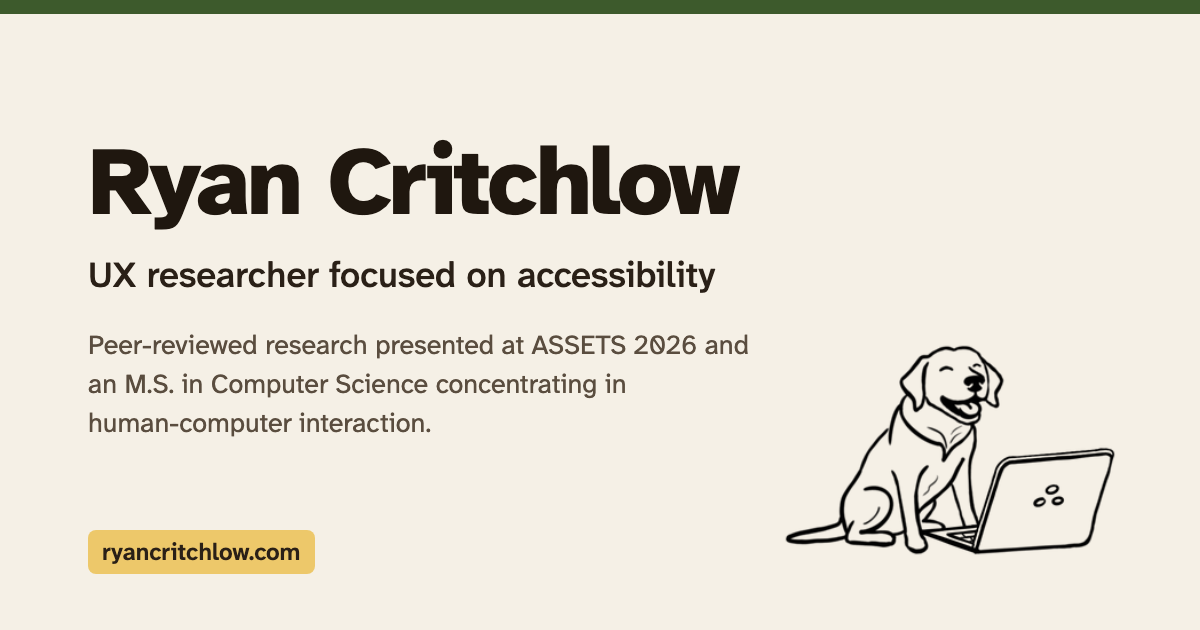 Ryan Critchlow
UX researcher focused on accessibility
Peer-reviewed research presented at ASSETS 2026 and
an M.S. in Computer Science concentrating in
human-computer interaction.
ryancritchlow.com